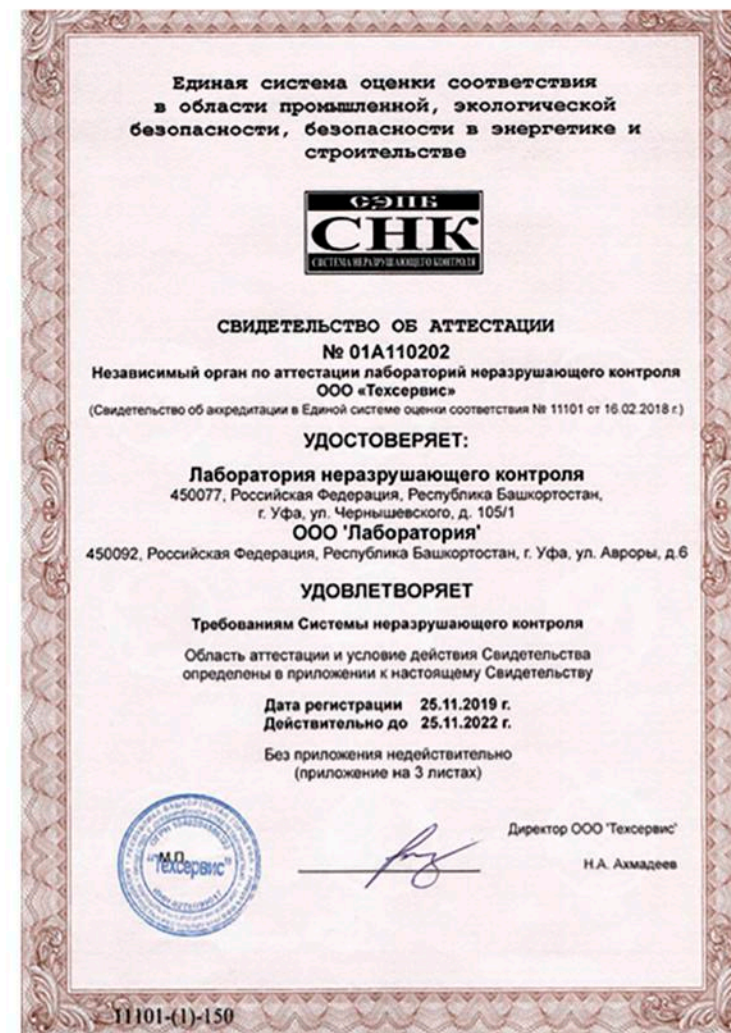 Единая система оценки соответствия
в области промышленной, экологической
безопасности, безопасности в энергетике и
строительстве
СЭПБ
СНК
СИСТЕМА НЕРАЗРУШАЮЩЕГО КОНТРОЛЯ
СВИДЕТЕЛЬСТВО ОБ АТТЕСТАЦИИ
№ 01А110202
Независимый орган по аттестации лабораторий неразрушающего контроля
ООО «Техсервис»
(Свидетельство об аккредитации в Единой системе оценки соответствия № 11101 от 16.02.2018 г.)
УДОСТОВЕРЯЕТ:
Лаборатория неразрушающего контроля
450077, Российская Федерация, Республика Башкортостан,
г. Уфа, ул. Чернышевского, д. 105/1
ООО 'Лаборатория'
450092, Российская Федерация, Республика Башкортостан, г. Уфа, ул. Авроры, д.6
УДОВЛЕТВОРЯЕТ
Требованиям Системы неразрушающего контроля
Область аттестации и условие действия Свидетельства
определены в приложении к настоящему Свидетельству
Дата регистрации 25.11.2019 г.
Действительно до 25.11.2022 г.
Без приложения недействительно
(приложение на 3 листах)
Директор ООО 'Техсервис'
М.П.
"Техсервис"
Н.А. Ахмадеев
11101-(1)-150